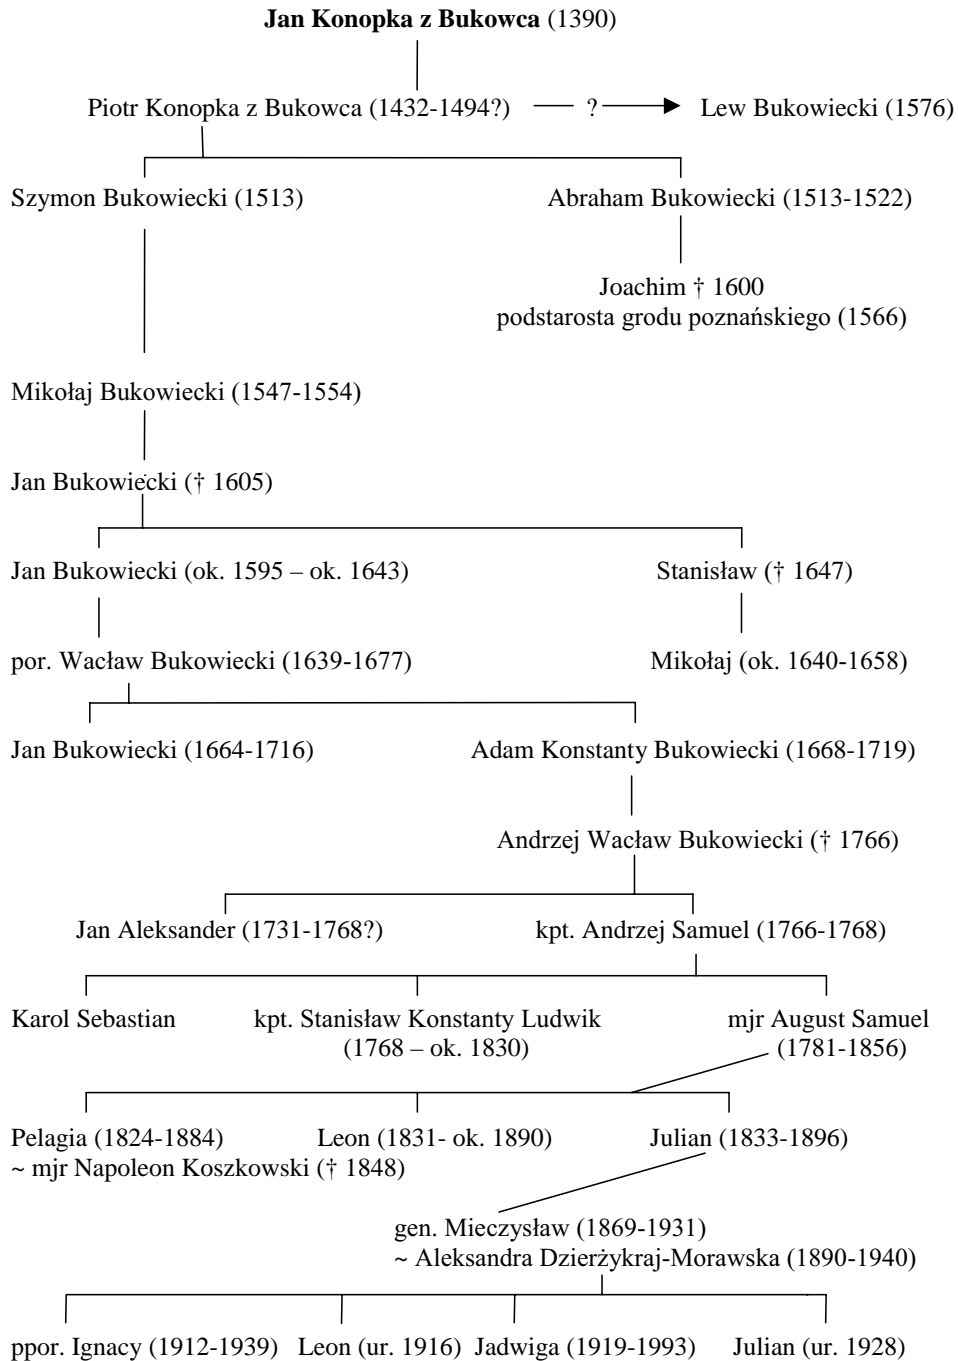 Jan Konopka z Bukowca (1390)
Piotr Konopka z Bukowca (1432-1494?) ? Lew Bukowiecki (1576)
Szymon Bukowiecki (1513) Abraham Bukowiecki (1513-1522)
Joachim † 1600
podstarosta grodu poznańskiego (1566)
Mikołaj Bukowiecki (1547-1554)
Jan Bukowiecki († 1605)
Jan Bukowiecki (ok. 1595 – ok. 1643) Stanisław († 1647)
por. Wacław Bukowiecki (1639-1677) Mikołaj (ok. 1640-1658)
Jan Bukowiecki (1664-1716) Adam Konstanty Bukowiecki (1668-1719)
Andrzej Wacław Bukowiecki († 1766)
Jan Aleksander (1731-1768?) kpt. Andrzej Samuel (1766-1768)
Karol Sebastian kpt. Stanisław Konstanty Ludwik mjr August Samuel
(1768 – ok. 1830) (1781-1856)
Pelagia (1824-1884) Leon (1831- ok. 1890) Julian (1833-1896)
~ mjr Napoleon Koszkowski († 1848)
gen. Mieczysław (1869-1931)
~ Aleksandra Dzierżykraj-Morawska (1890-1940)
ppor. Ignacy (1912-1939) Leon (ur. 1916) Jadwiga (1919-1993) Julian (ur. 1928)